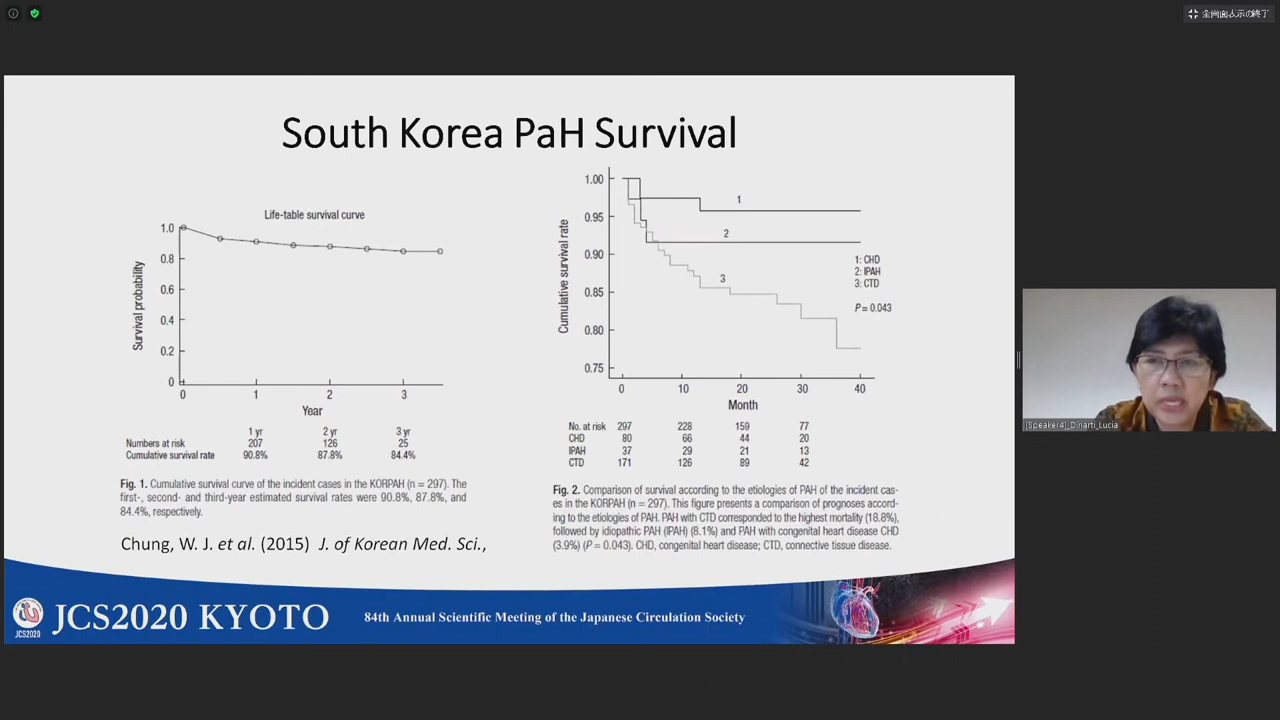 全画面表示の終了
South Korea PaH Survival
Life-table survival curve
Survival probability
1.0
0.8
0.6
0.4
0.2
0
0 1 2 3
Year
1 yr 2 yr 3 yr
Numbers at risk 207 126 25
Cumulative survival rate 90.8% 87.8% 84.4%
Fig. 1. Cumulative survival curve of the incident cases in the KORPAH (n = 297). The
first-, second- and third-year estimated survival rates were 90.8%, 87.8%, and
84.4%, respectively.
Chung, W. J. et al. (2015) J. of Korean Med. Sci.,
Cumulative survival rate
1.00
0.95
0.90
0.85
0.80
0.75
1
2
3
1: CHD
2: IPAH
3: CTD
P = 0.043
0 10 20 30 40
Month
No. at risk 297 228 159 77
CHD 80 66 44 20
IPAH 37 29 21 13
CTD 171 126 89 42
Fig. 2. Comparison of survival according to the etiologies of PAH of the incident cas-
es in the KORPAH (n = 297). This figure presents a comparison of prognoses accord-
ing to the etiologies of PAH. PAH with CTD corresponded to the highest mortality (18.8%),
followed by idiopathic PAH (IPAH) (8.1%) and PAH with congenital heart disease CHD
(3.9%) (P = 0.043). CHD, congenital heart disease; CTD, connective tissue disease.
[Speaker4]_Dinarti_Lucia
JCS2020
JCS2020 KYOTO
84th Annual Scientific Meeting of the Japanese Circulation Society